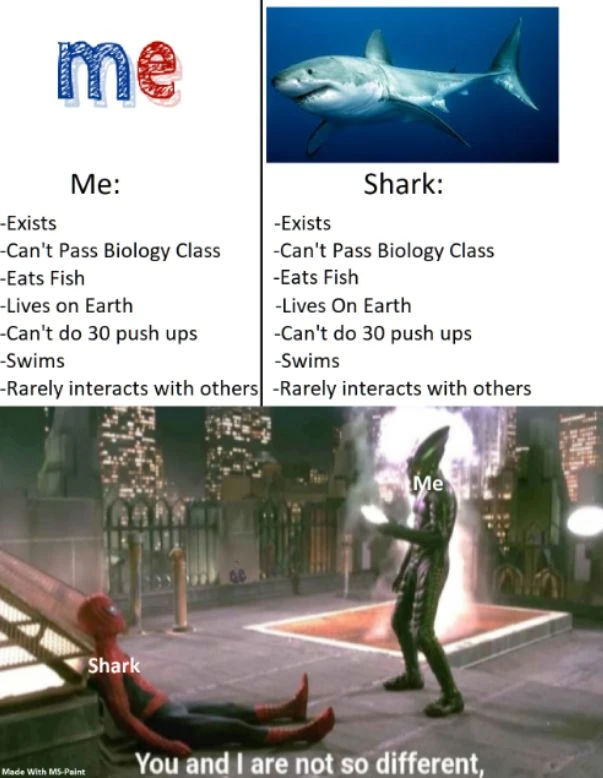 me
Me:
-Exists
-Can't Pass Biology Class
-Eats Fish
-Lives on Earth
-Can't do 30 push ups
-Swims
-Rarely interacts with others
Shark:
-Exists
-Can't Pass Biology Class
-Eats Fish
-Lives On Earth
-Can't do 30 push ups
-Swims
-Rarely interacts with others
Me
Shark
Made With MS-Paint
You and I are not so different,